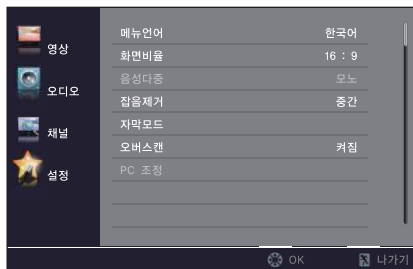 영상
오디오
채널
설정
메뉴언어 한국어
화면비율 16 : 9
음성다중 모노
잡음제거 중간
자막모드
오버스캔 켜짐
PC 조정
OK 나가기